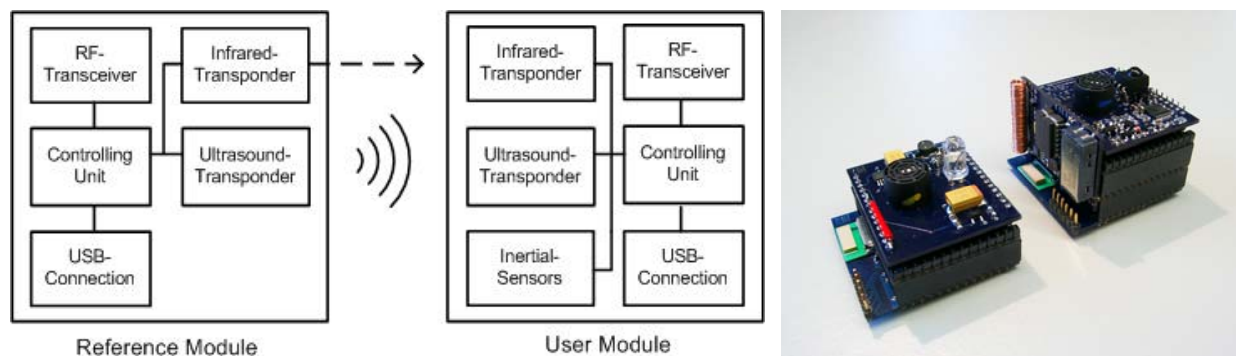 RF-
Transceiver
Infrared-
Transponder
Controlling
Unit
Ultrasound-
Transponder
USB-
Connection
Reference Module
Infrared-
Transponder
RF-
Transceiver
Ultrasound-
Transponder
Controlling
Unit
Inertial-
Sensors
USB-
Connection
User Module